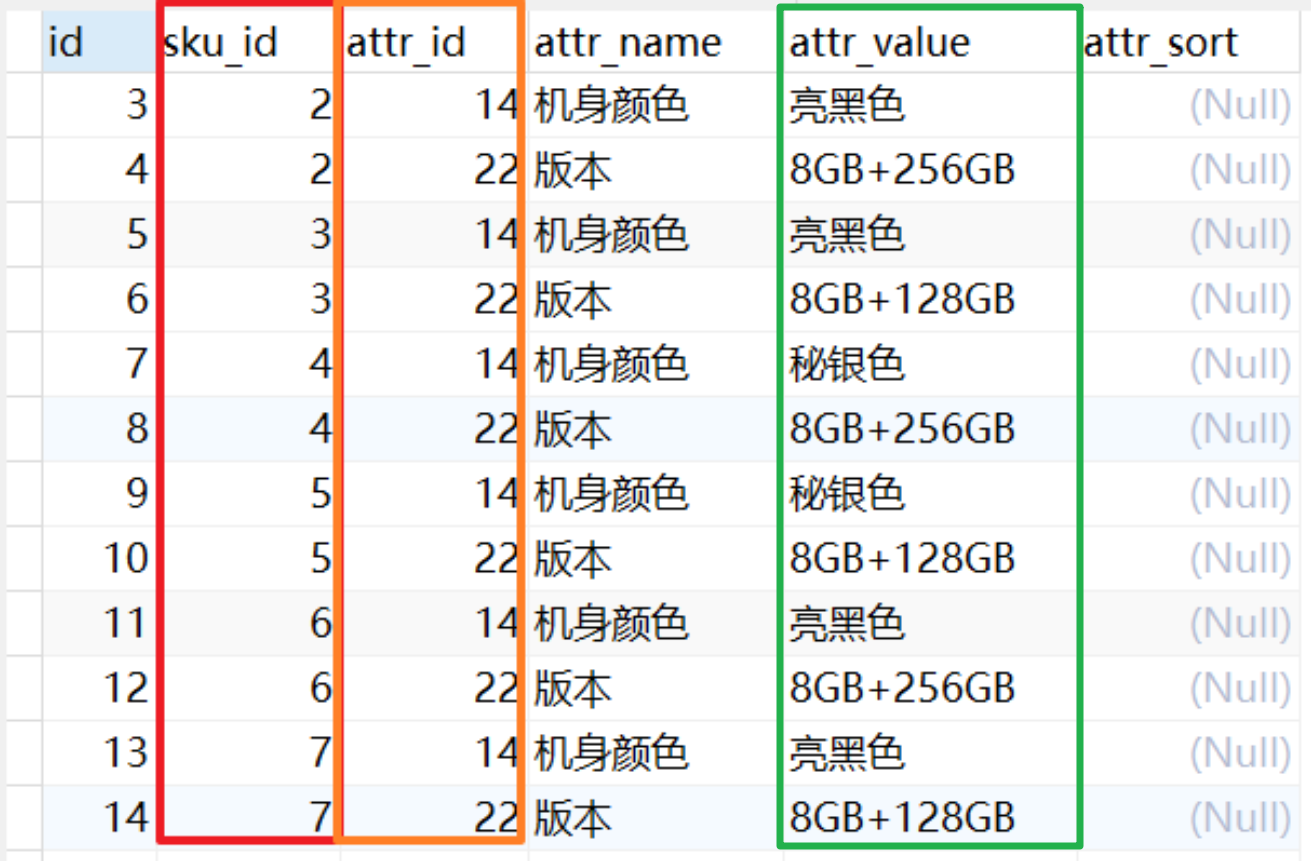 id sku_id attr_id attr_name attr_value attr_sort
3 2 14 机身颜色 亮黑色 (Null)
4 2 22 版本 8GB+256GB (Null)
5 3 14 机身颜色 亮黑色 (Null)
6 3 22 版本 8GB+128GB (Null)
7 4 14 机身颜色 秘银色 (Null)
8 4 22 版本 8GB+256GB (Null)
9 5 14 机身颜色 秘银色 (Null)
10 5 22 版本 8GB+128GB (Null)
11 6 14 机身颜色 亮黑色 (Null)
12 6 22 版本 8GB+256GB (Null)
13 7 14 机身颜色 亮黑色 (Null)
14 7 22 版本 8GB+128GB (Null)